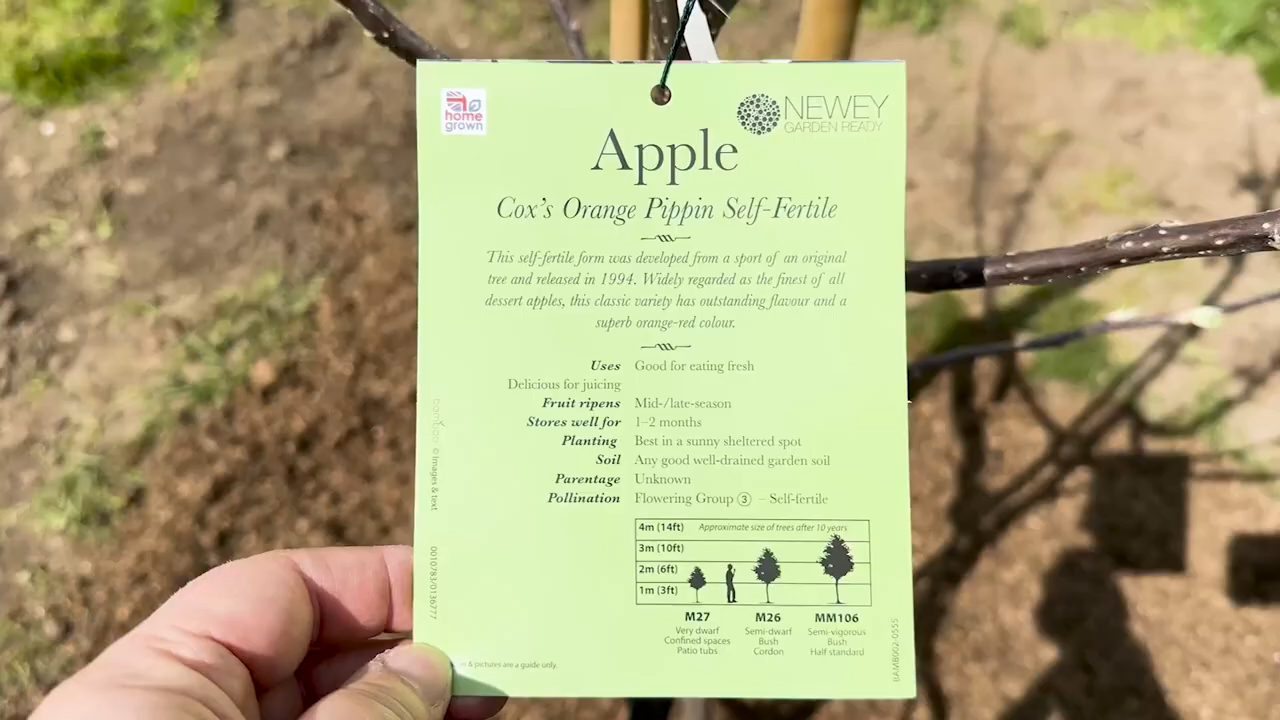 home
grown
NEWEY
GARDEN READY
Apple
Cox's Orange Pippin Self-Fertile
This self-fertile form was developed from a sport of an original
tree and released in 1994. Widely regarded as the finest of all
dessert apples, this classic variety has outstanding flavour and a
superb orange-red colour.
Uses Good for eating fresh
Delicious for juicing
Fruit ripens Mid-/late-season
Stores well for 1–2 months
Planting Best in a sunny sheltered spot
Soil Any good well-drained garden soil
Parentage Unknown
Pollination Flowering Group ③ – Self-fertile
4m (14ft) Approximate size of trees after 10 years
3m (10ft)
2m (6ft)
1m (3ft)
M27 M26 MM106
Very dwarf Semi-dwarf Semi-vigorous
Confined spaces Bush Bush
Patio tubs Cordon Half standard
& pictures are a guide only.
© Images & text
0010783/0136777
BAMB002-0555